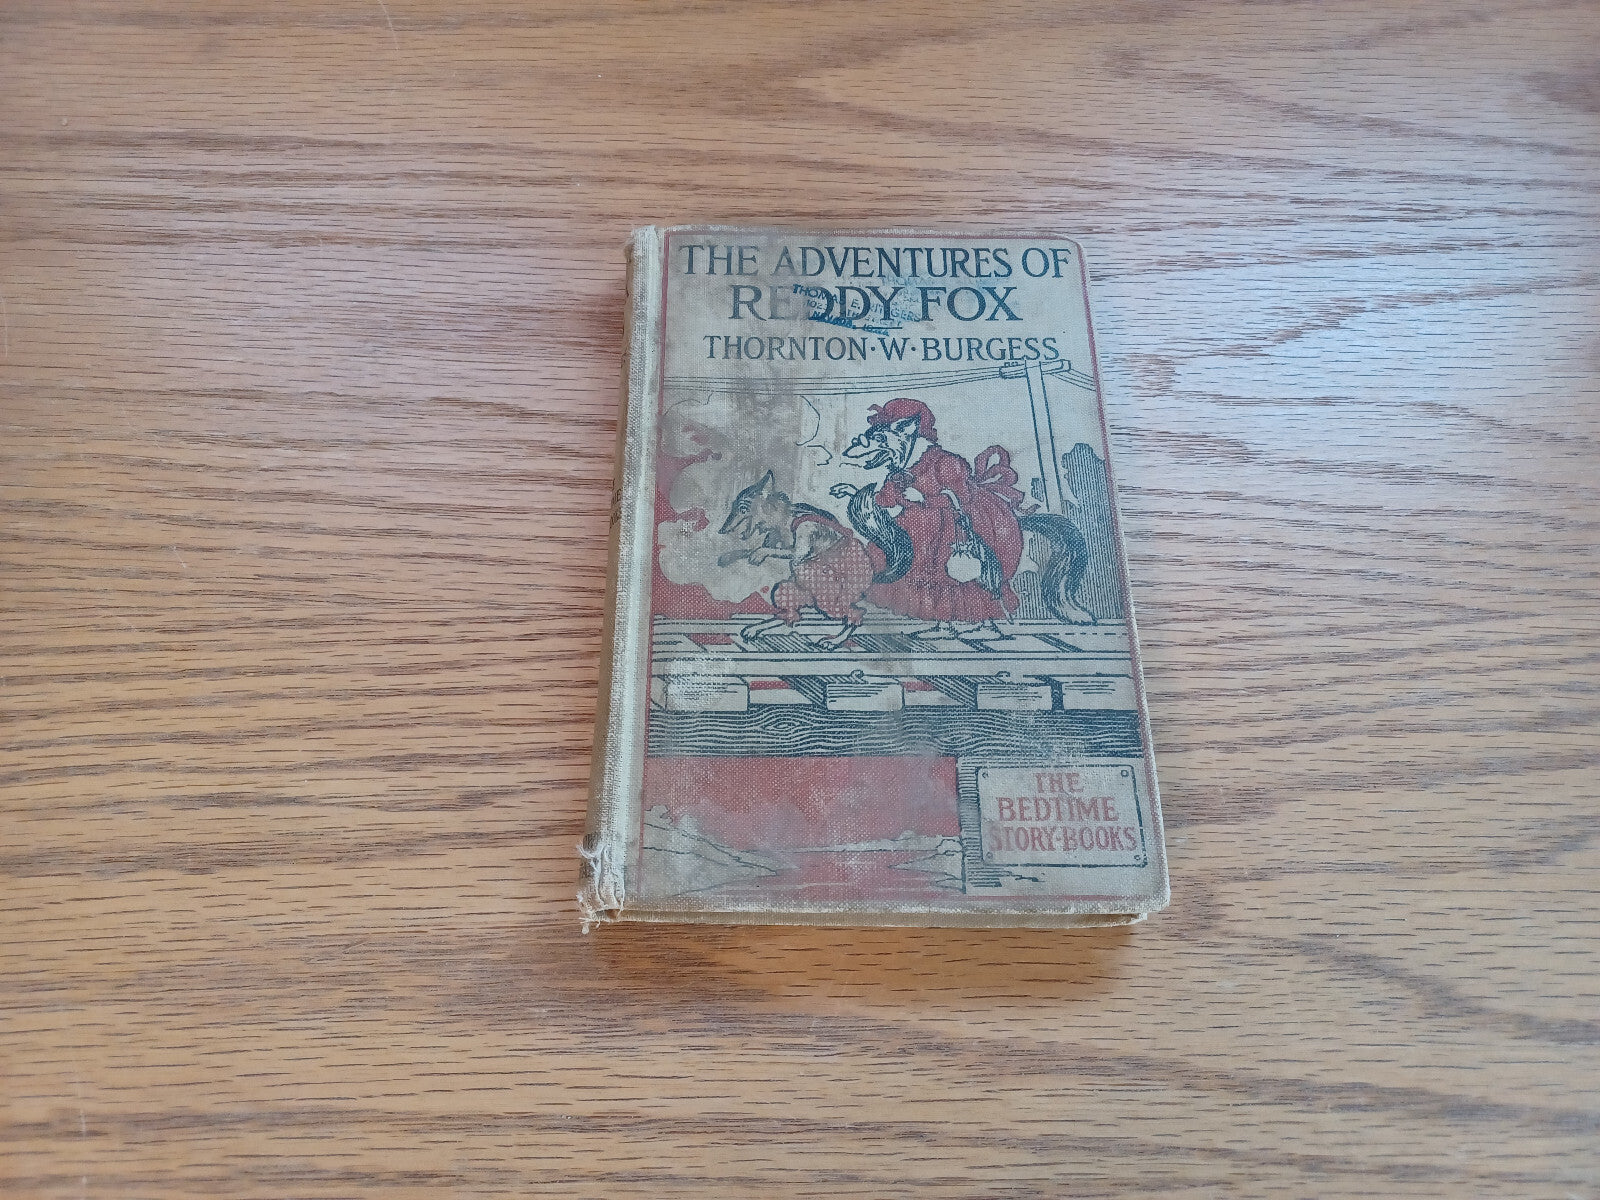 THE ADVENTURES OF
REDDY FOX
THORNTON·W·BURGESS
THE
BEDTIME
STORY-BOOKS